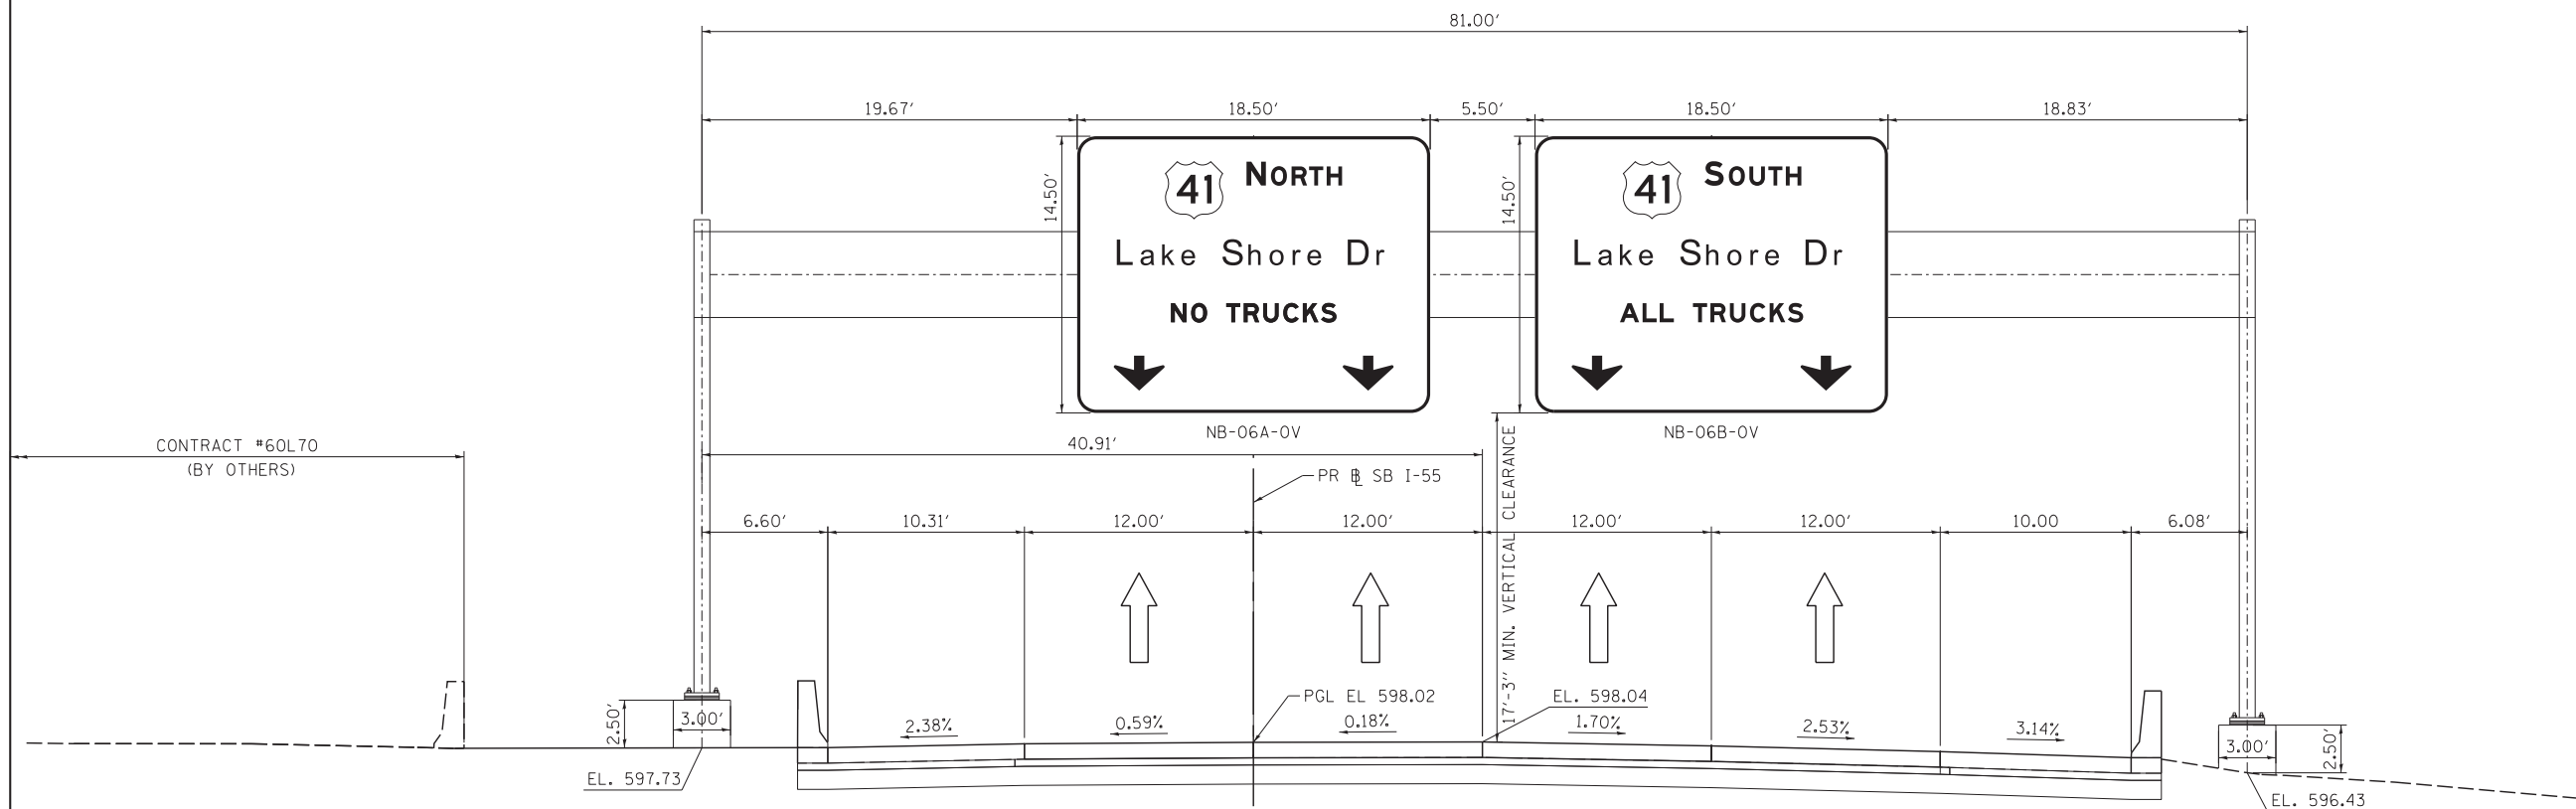 81.00'
19.67' 18.50' 5.50' 18.50' 18.83'
14.50'
41 NORTH
Lake Shore Dr
NO TRUCKS
14.50'
41 SOUTH
Lake Shore Dr
ALL TRUCKS
NB-06A-OV
NB-06B-OV
CONTRACT #60L70
(BY OTHERS)
40.91'
PR ⅊ SB I-55
17'-3" MIN. VERTICAL CLEARANCE
6.60' 10.31' 12.00' 12.00' 12.00' 12.00' 10.00 6.08'
PGL EL 598.02
EL. 598.04
2.50'
3.00'
2.38% 0.59% 0.18% 1.70% 2.53% 3.14%
3.00'
2.50'
EL. 597.73
EL. 596.43